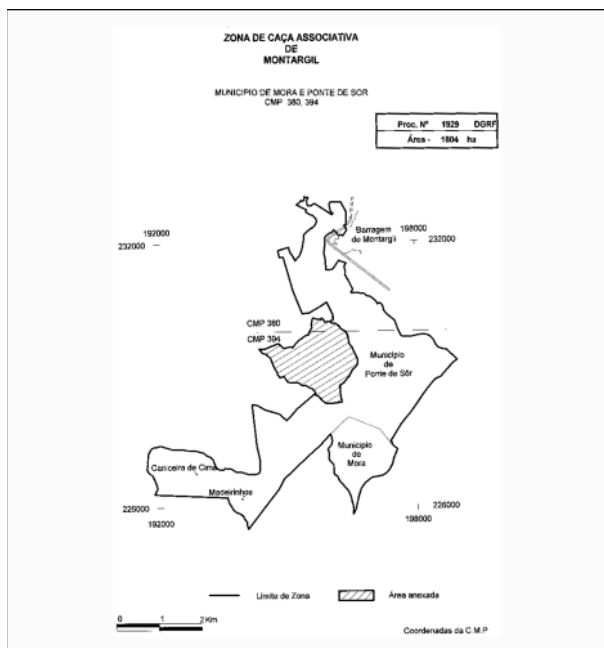 ZONA DE CAÇA ASSOCIATIVA
DE
MONTARGIL
MUNICIPIO DE MORA E PONTE DE SOR
CMP 380, 394
Proc. Nº 1929 DGRF
Área - 1804 ha
192000
232000
Barragem
de Montargil
198000
232000
CMP 380
CMP 394
Município
de
Ponte de Sôr
Municipio
de
Mora
Caniceira de Cima
Madeirinhos
226000
192000
226000
198000
Limite de Zona
Área anexada
0 1 2 Km
Coordenadas da C.M.P